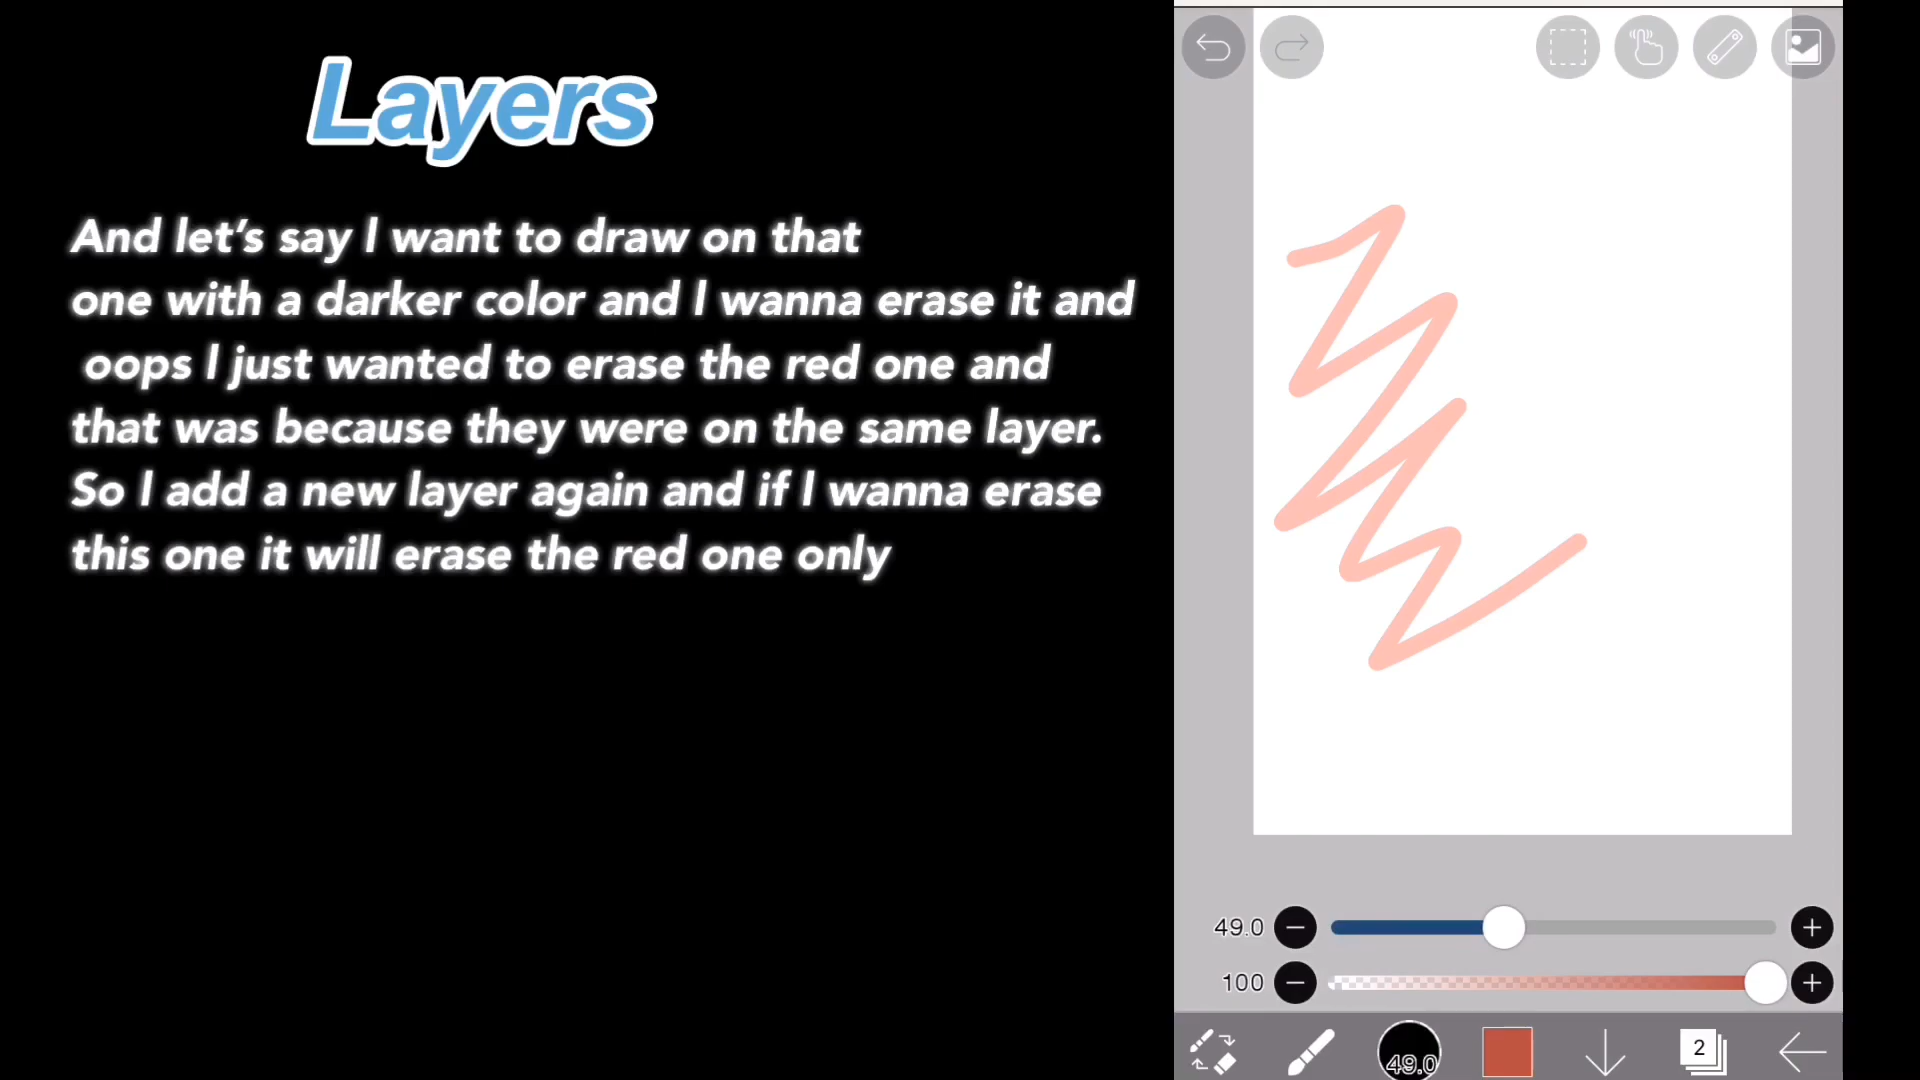 Layers
And let’s say I want to draw on that
one with a darker color and I wanna erase it and
oops I just wanted to erase the red one and
that was because they were on the same layer.
So I add a new layer again and if I wanna erase
this one it will erase the red one only
49.0
100
49.0
2